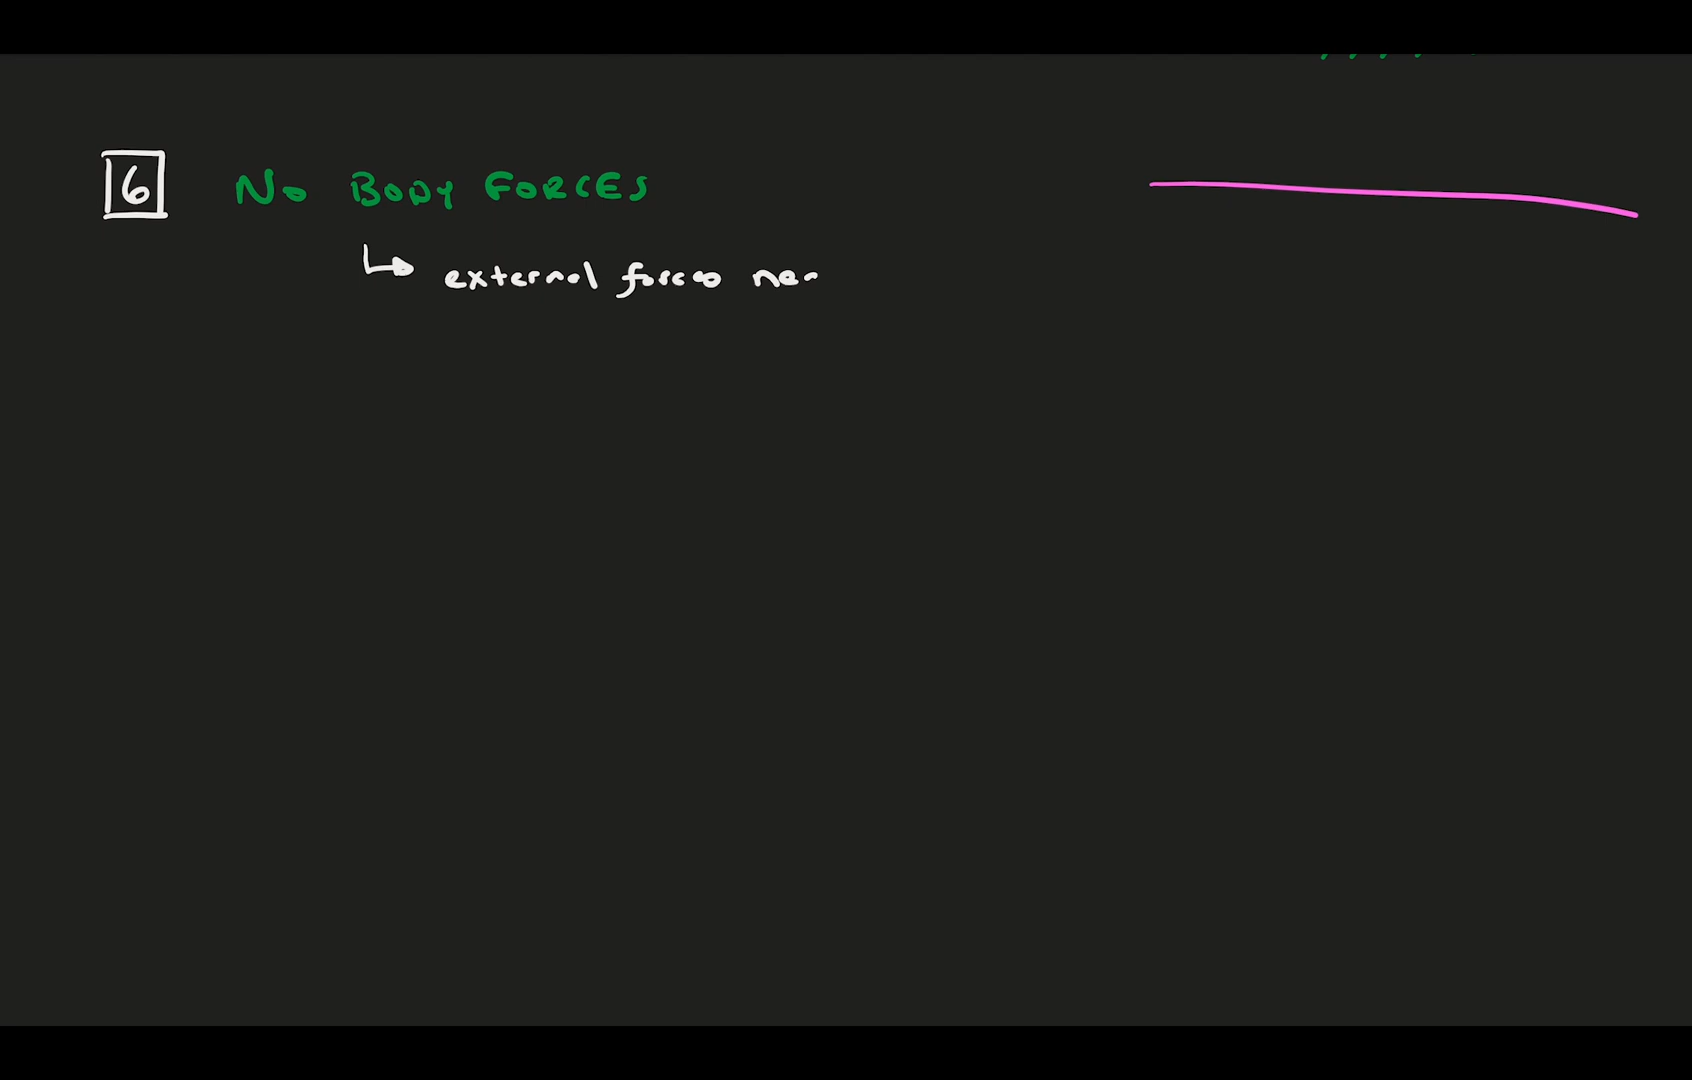 6 No Body Forces
↳ external forces